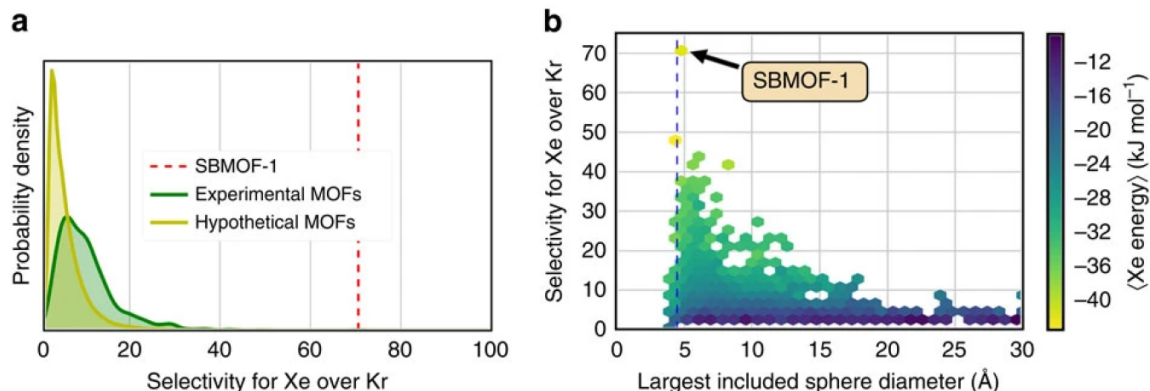 a
Probability density
SBMOF-1
Experimental MOFs
Hypothetical MOFs
0 20 40 60 80 100
Selectivity for Xe over Kr
b
Selectivity for Xe over Kr
70
60
50
40
30
20
10
0
SBMOF-1
0 5 10 15 20 25 30
Largest included sphere diameter (Å)
−12
−16
−20
−24
−28
−32
−36
−40
⟨Xe energy⟩ (kJ mol⁻¹)